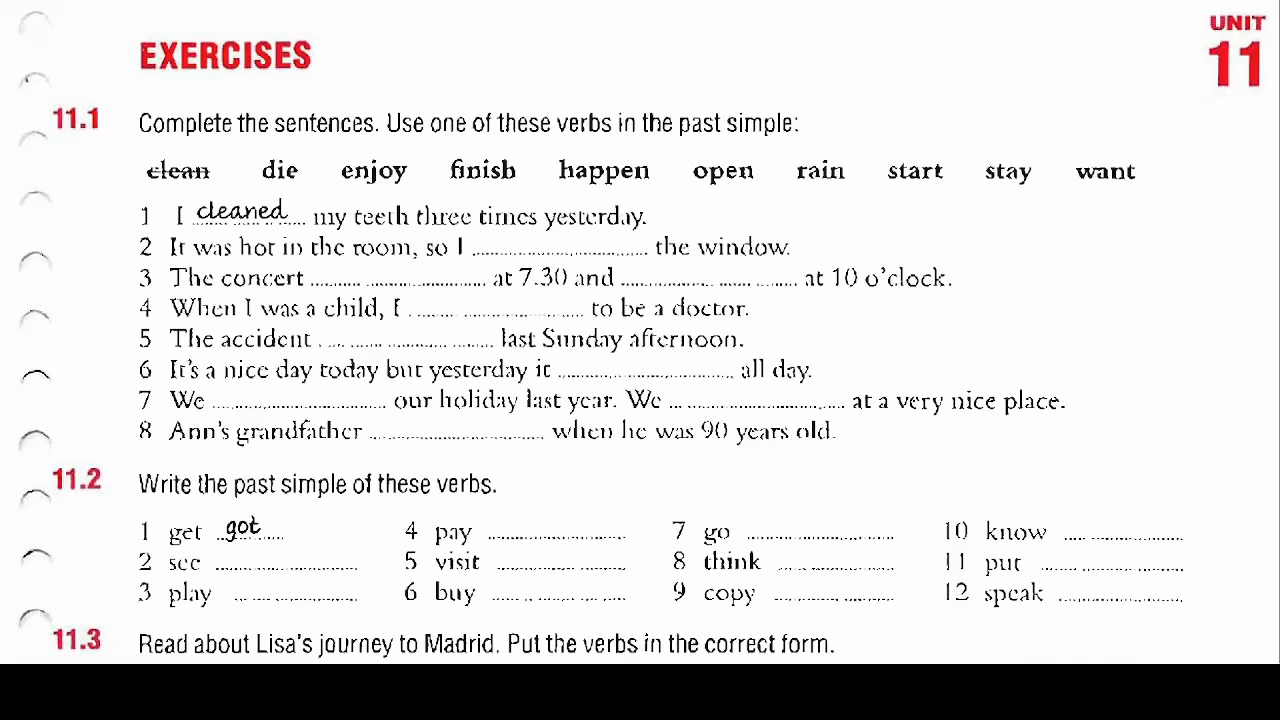 UNIT
11
EXERCISES
11.1 Complete the sentences. Use one of these verbs in the past simple:
clean die enjoy finish happen open rain start stay want
1 I cleaned my teeth three times yesterday.
2 It was hot in the room, so I .............................. the window.
3 The concert .............................. at 7.30 and .............................. at 10 o'clock.
4 When I was a child, I .............................. to be a doctor.
5 The accident .............................. last Sunday afternoon.
6 It's a nice day today but yesterday it .............................. all day.
7 We .............................. our holiday last year. We .............................. at a very nice place.
8 Ann's grandfather .............................. when he was 90 years old.
11.2 Write the past simple of these verbs.
1 get got 4 pay .................... 7 go .................... 10 know ....................
2 see .................... 5 visit .................... 8 think .................... 11 put ....................
3 play .................... 6 buy .................... 9 copy .................... 12 speak ....................
11.3 Read about Lisa's journey to Madrid. Put the verbs in the correct form.